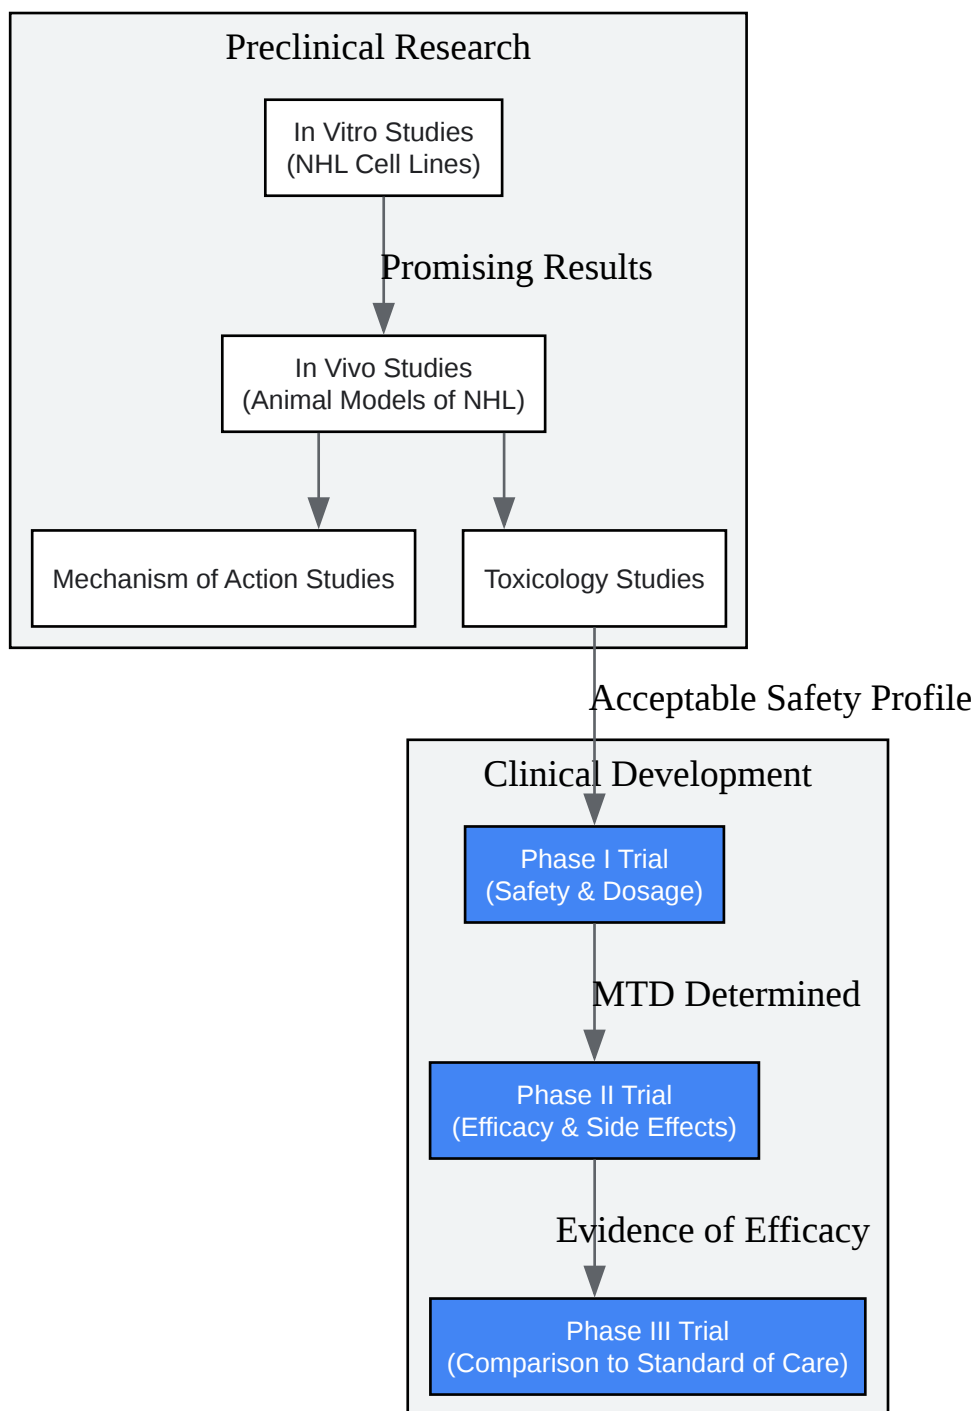 Preclinical Research
In Vitro Studies
(NHL Cell Lines)
Promising Results
In Vivo Studies
(Animal Models of NHL)
Mechanism of Action Studies
Toxicology Studies
Acceptable Safety Profile
Clinical Development
Phase I Trial
(Safety & Dosage)
MTD Determined
Phase II Trial
(Efficacy & Side Effects)
Evidence of Efficacy
Phase III Trial
(Comparison to Standard of Care)